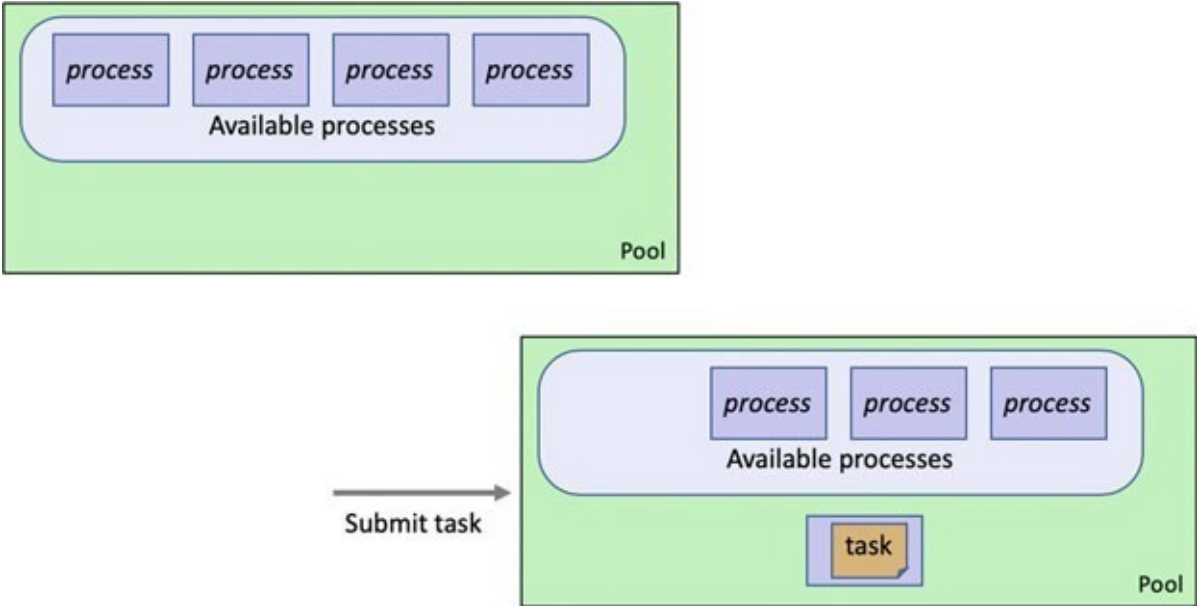 process process process process
Available processes
Pool
process process process
Available processes
Submit task
task
Pool